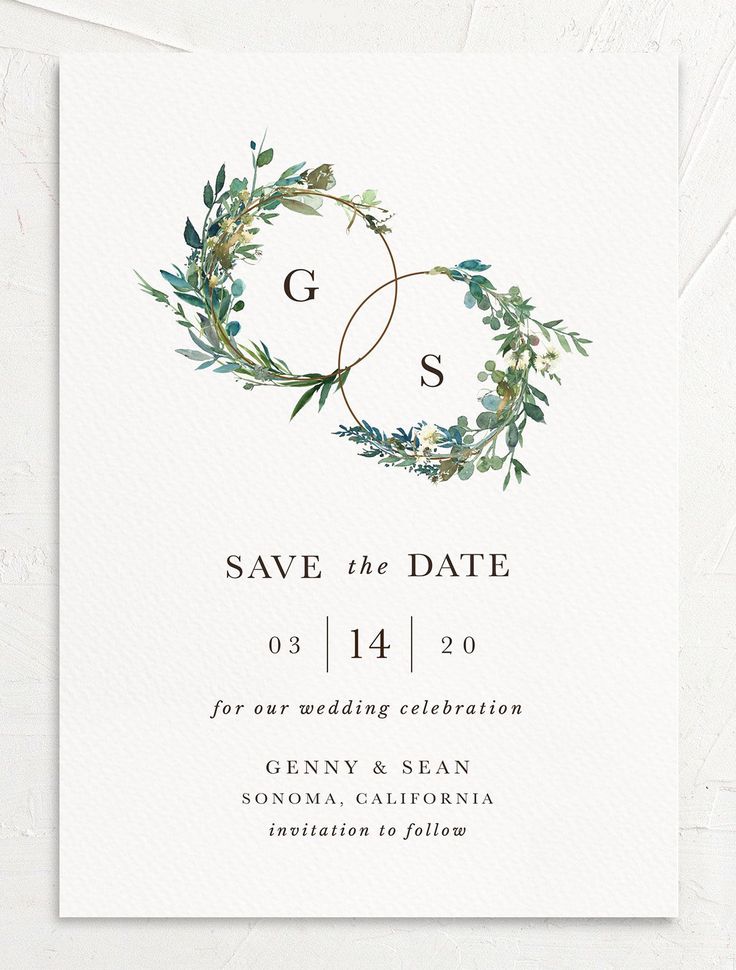 G
S
SAVE the DATE
03 | 14 | 20
for our wedding celebration
GENNY & SEAN
SONOMA, CALIFORNIA
invitation to follow